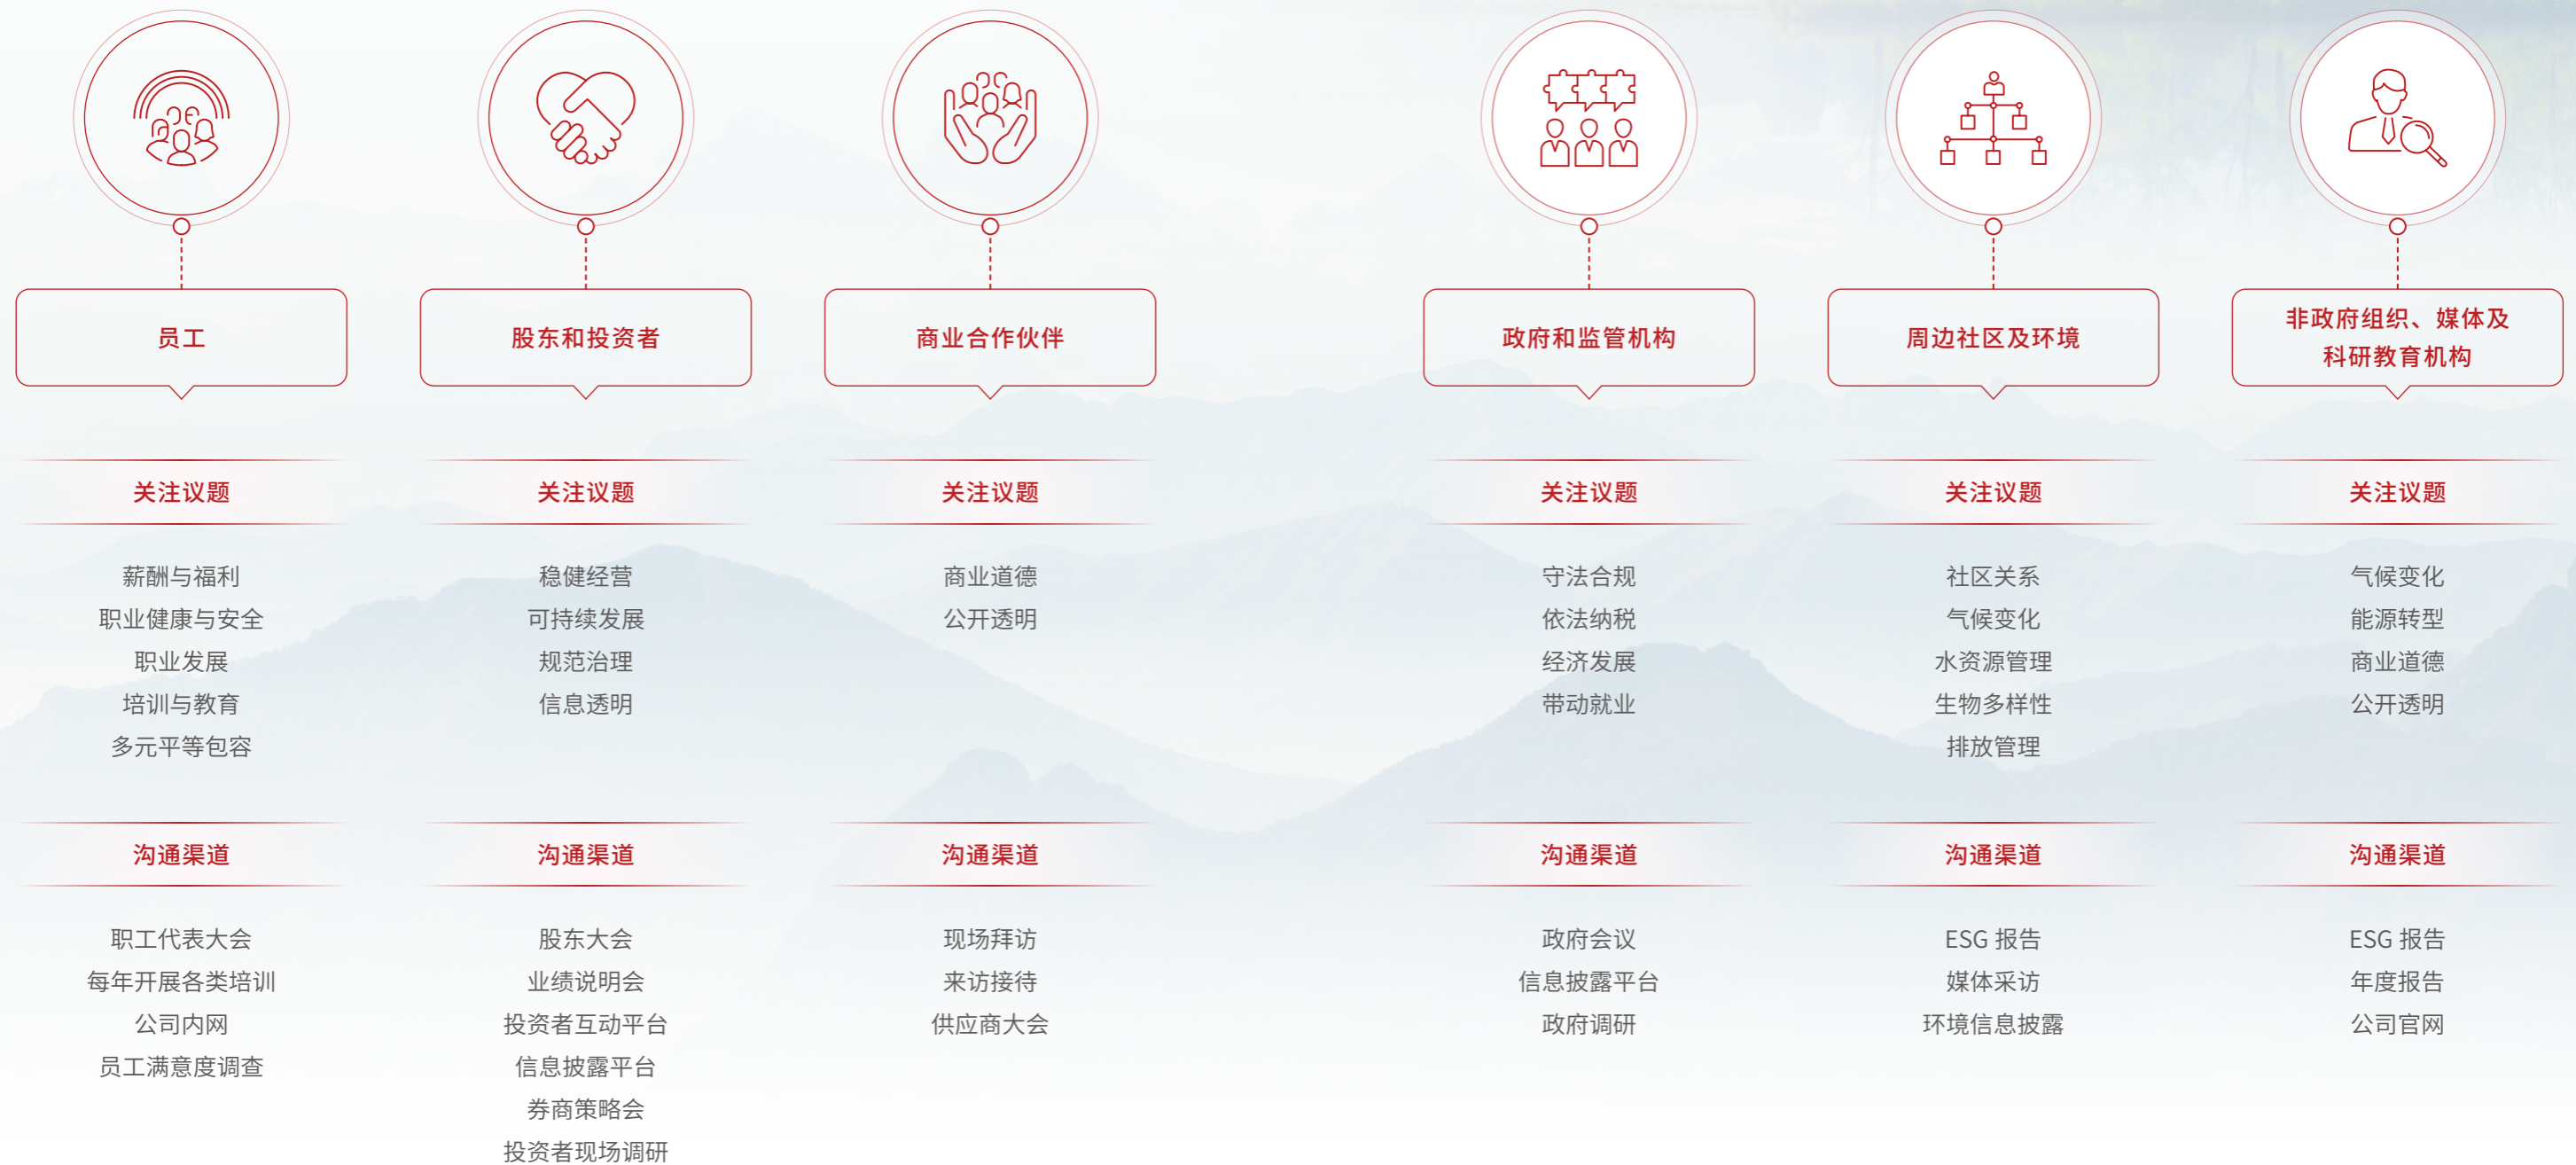 员工
关注议题
薪酬与福利
职业健康与安全
职业发展
培训与教育
多元平等包容
沟通渠道
职工代表大会
每年开展各类培训
公司内网
员工满意度调查
股东和投资者
关注议题
稳健经营
可持续发展
规范治理
信息透明
沟通渠道
股东大会
业绩说明会
投资者互动平台
信息披露平台
券商策略会
投资者现场调研
商业合作伙伴
关注议题
商业道德
公开透明
沟通渠道
现场拜访
来访接待
供应商大会
政府和监管机构
关注议题
守法合规
依法纳税
经济发展
带动就业
沟通渠道
政府会议
信息披露平台
政府调研
周边社区及环境
关注议题
社区关系
气候变化
水资源管理
生物多样性
排放管理
沟通渠道
ESG 报告
媒体采访
环境信息披露
非政府组织、媒体及
科研教育机构
关注议题
气候变化
能源转型
商业道德
公开透明
沟通渠道
ESG 报告
年度报告
公司官网